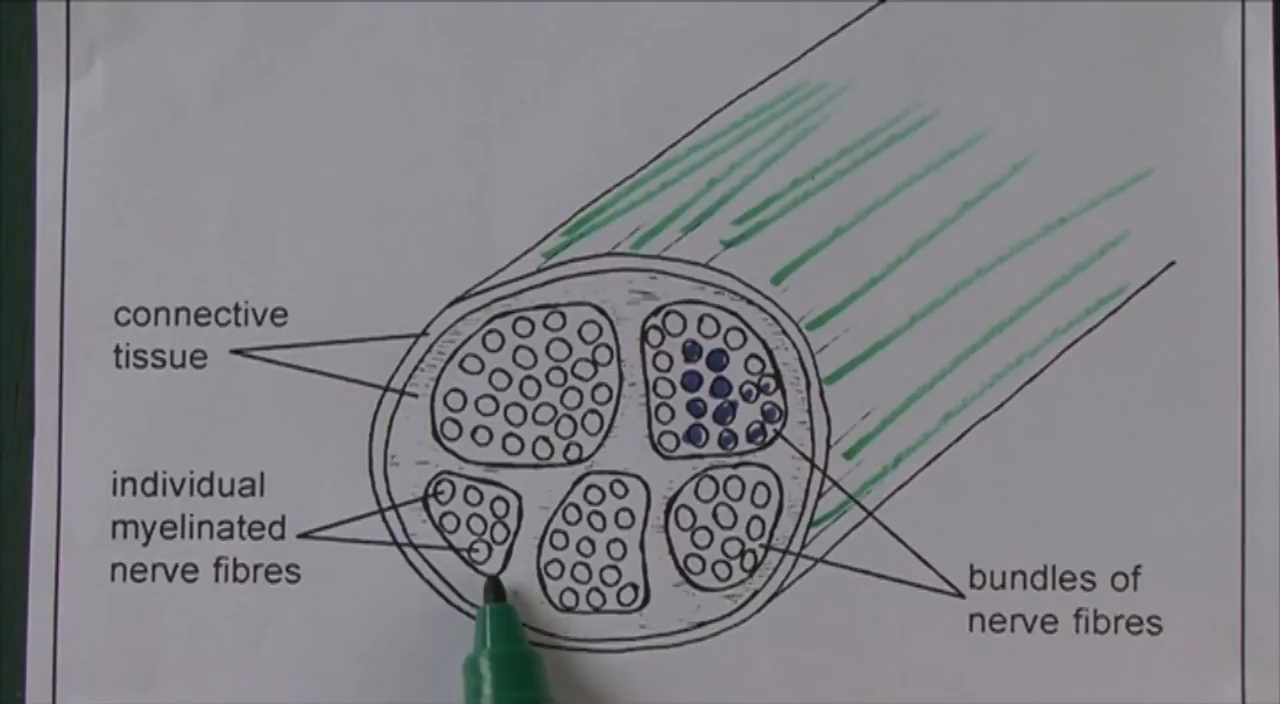 connective
tissue
individual
myelinated
nerve fibres
bundles of
nerve fibres